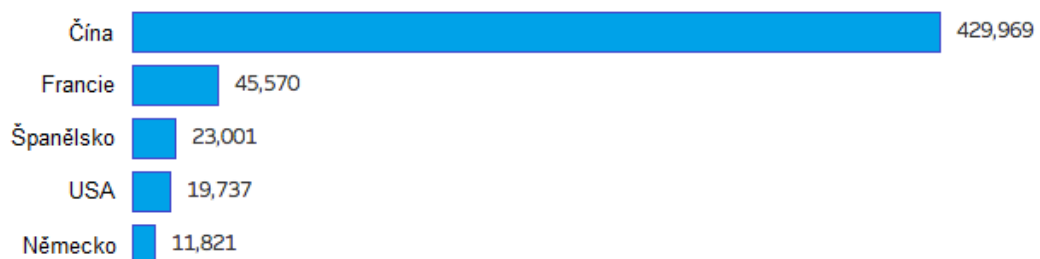 Čína 429,969
Francie 45,570
Španělsko 23,001
USA 19,737
Německo 11,821